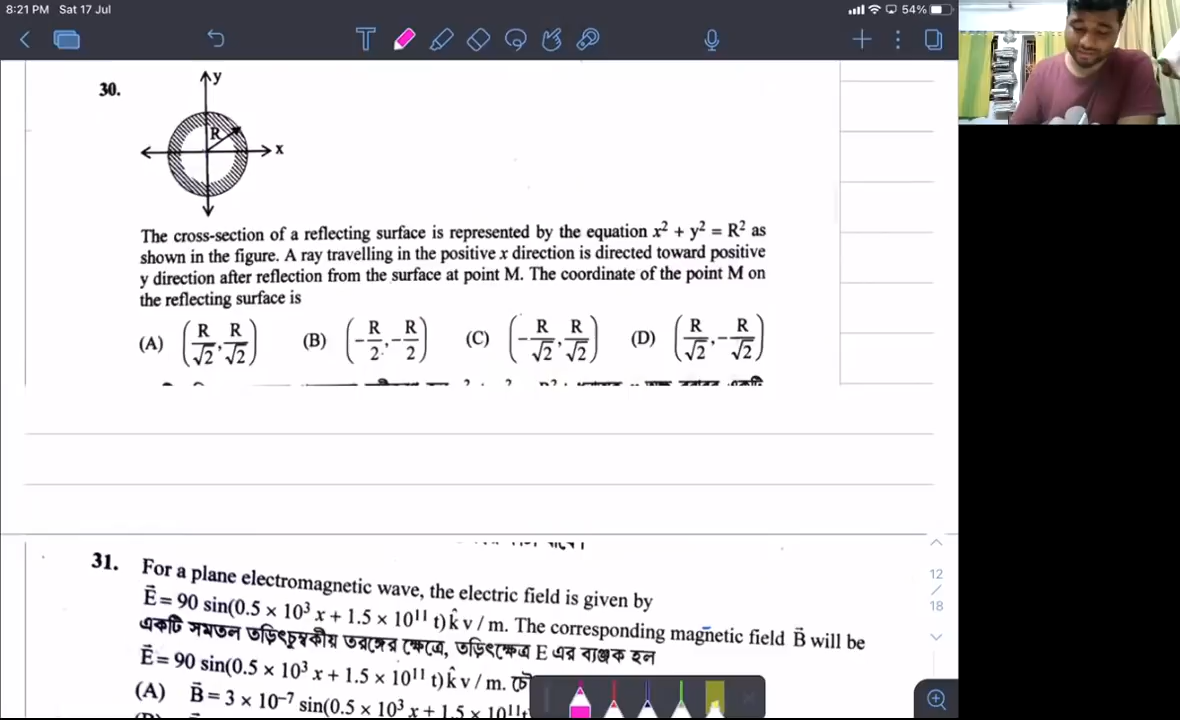 8:21 PM Sat 17 Jul
54%
30.
y
R
x
The cross-section of a reflecting surface is represented by the equation x² + y² = R² as
shown in the figure. A ray travelling in the positive x direction is directed toward positive
y direction after reflection from the surface at point M. The coordinate of the point M on
the reflecting surface is
(A) (R/√2, R/√2) (B) (-R/2, -R/2) (C) (-R/√2, R/√2) (D) (R/√2, -R/√2)
31. For a plane electromagnetic wave, the electric field is given by
E⃗ = 90 sin(0.5 × 10³ x + 1.5 × 10¹¹ t) k̂ v / m. The corresponding magnetic field B⃗ will be
একটি সমতল তড়িৎচুম্বকীয় তরঙ্গের ক্ষেত্রে, তড়িৎক্ষেত্র E এর ব্যঞ্জক হল
E⃗ = 90 sin(0.5 × 10³ x + 1.5 × 10¹¹ t) k̂ v / m.
(A) B⃗ = 3 × 10⁻⁷ sin(0.5 × 10³ x + 1.5 × 10¹¹t
12
/
18